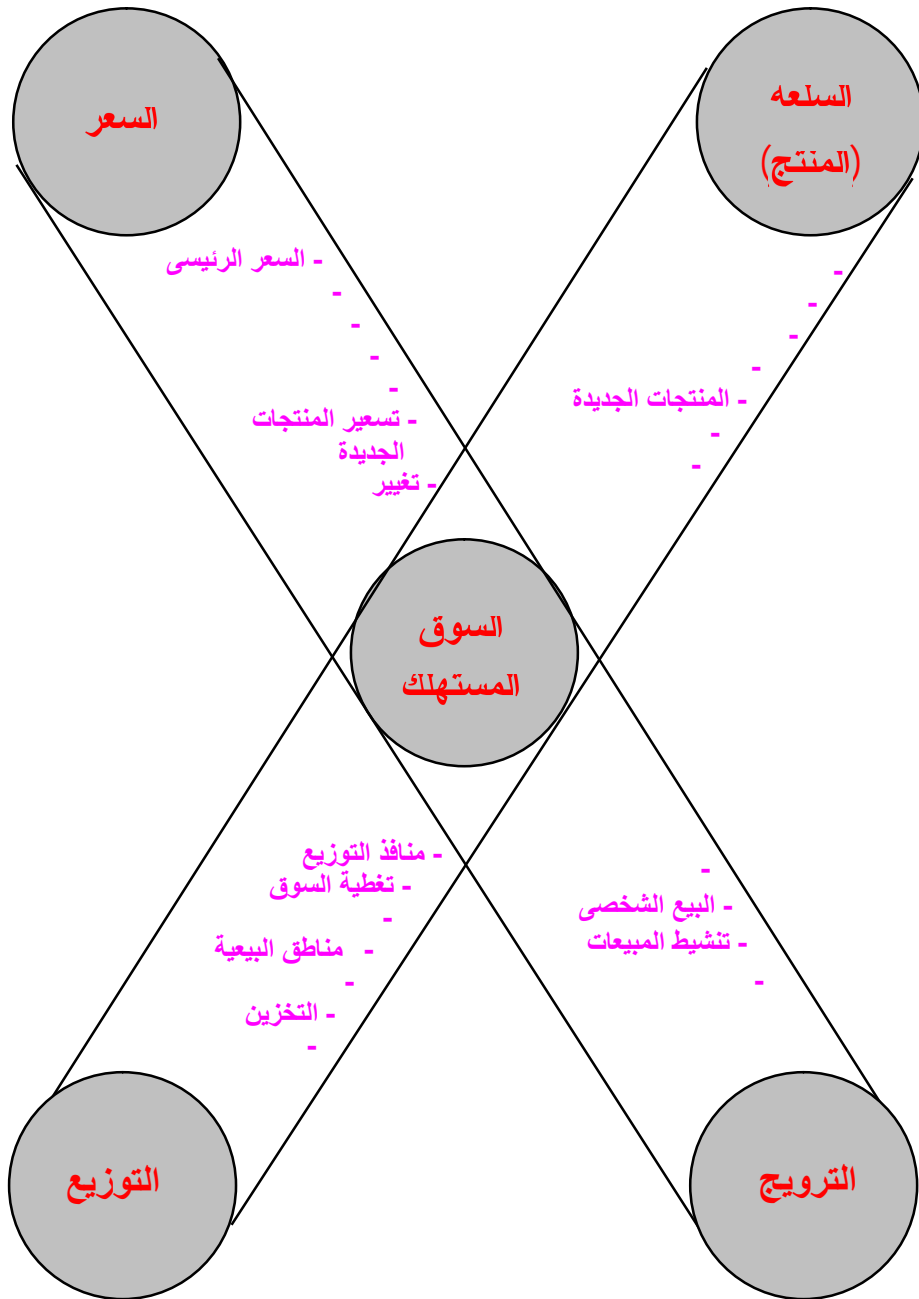 السلعه
(المنتج)
السعر
- السعر الرئيسى
-
-
-
-
- تسعير المنتجات
الجديدة
- تغيير
-
-
-
-
- المنتجات الجديدة
-
-
السوق
المستهلك
-
- البيع الشخصى
- تنشيط المبيعات
-
- منافذ التوزيع
- تغطية السوق
-
- مناطق البيعية
-
- التخزين
-
الترويج
التوزيع